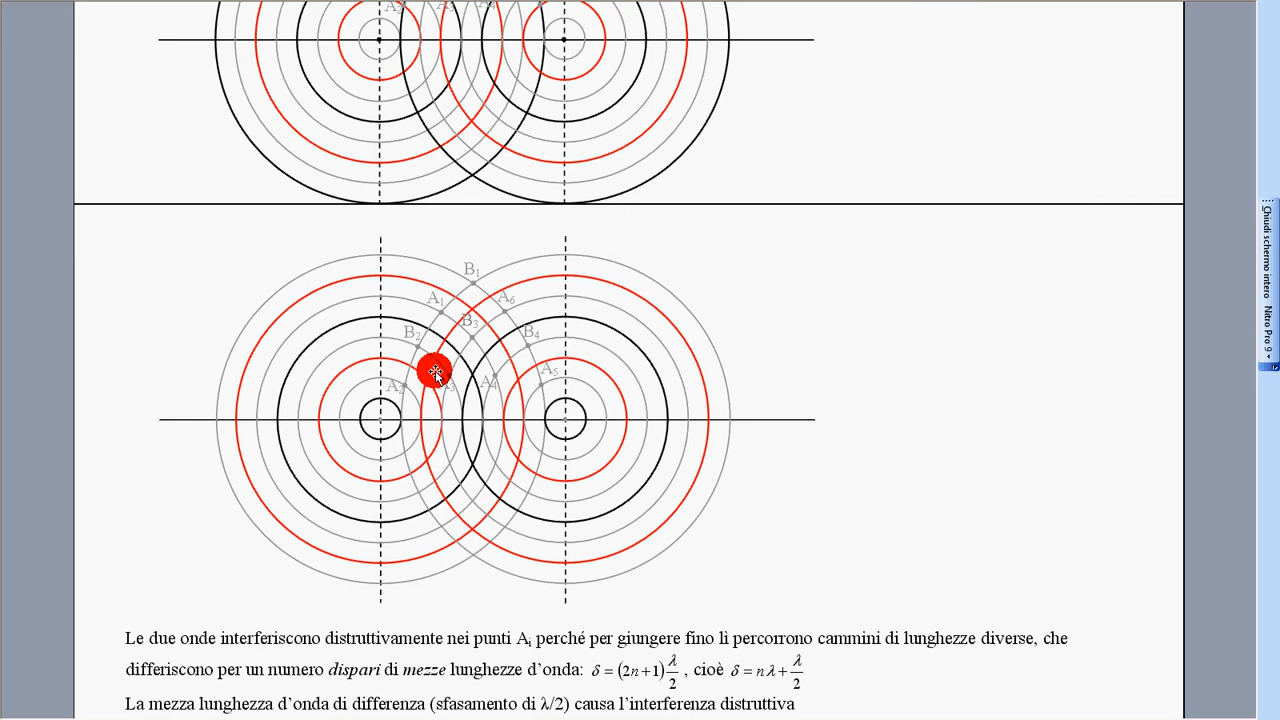 B₁
A₁ A₆
B₃
B₂ B₄
A₅
A₄
Le due onde interferiscono distruttivamente nei punti Aᵢ perché per giungere fino lì percorrono cammini di lunghezze diverse, che
differiscono per un numero dispari di mezze lunghezze d’onda: δ = (2n+1) λ/2 , cioè δ = nλ + λ/2
La mezza lunghezza d’onda di differenza (sfasamento di λ/2) causa l’interferenza distruttiva
Chiudi schermo intero Nitro Pro 9